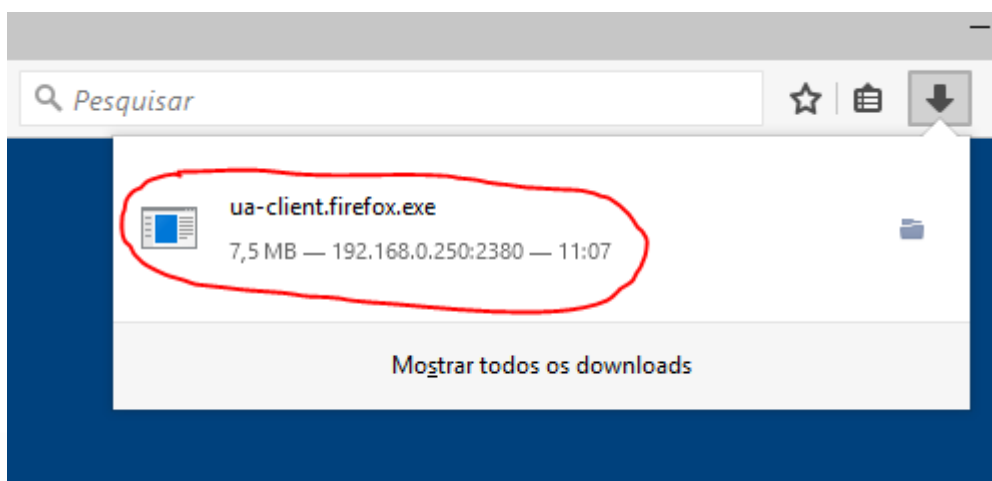 Pesquisar
ua-client.firefox.exe
7,5 MB — 192.168.0.250:2380 — 11:07
Mostrar todos os downloads